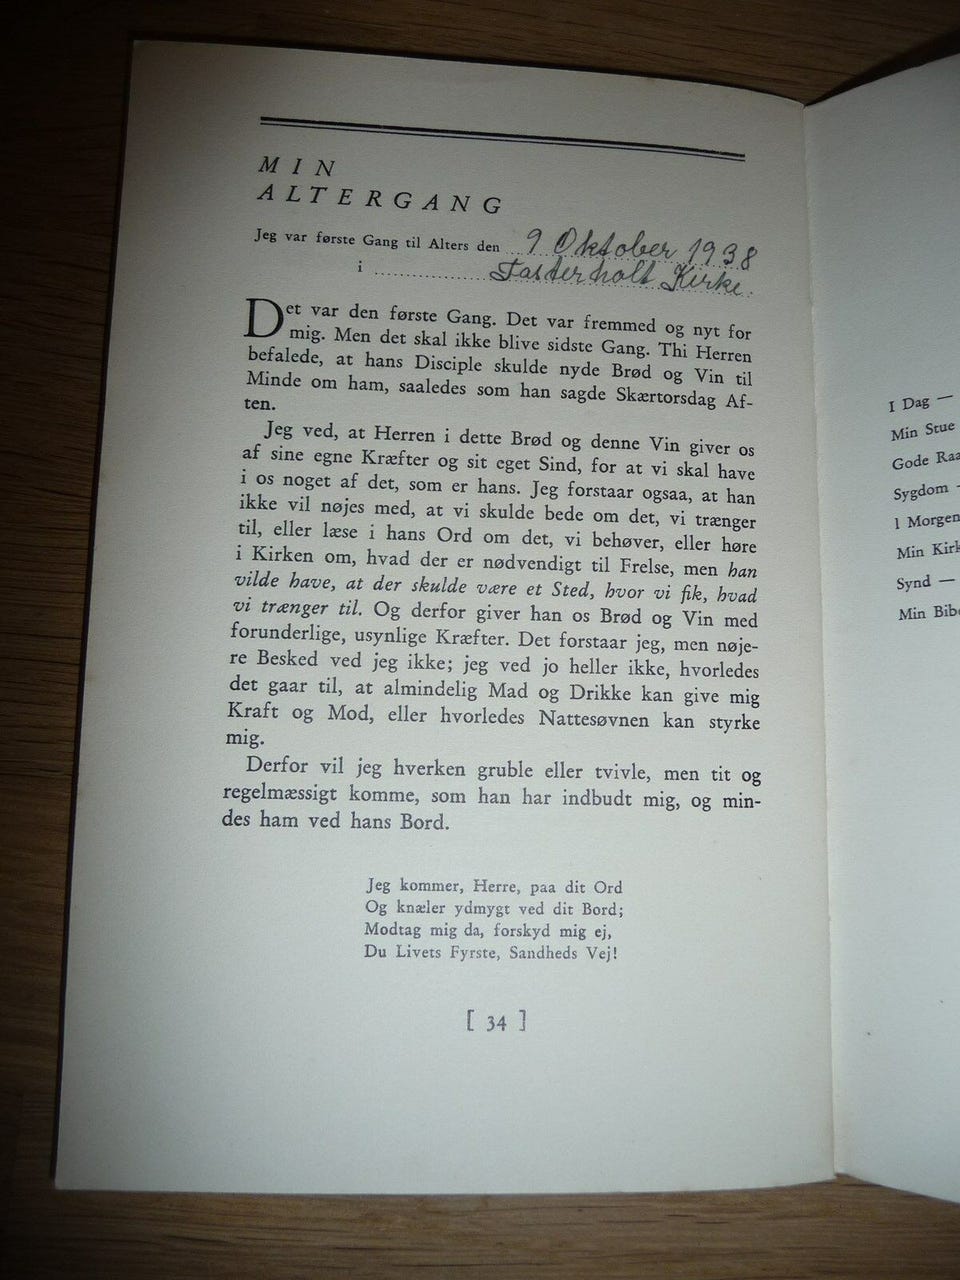 MIN
ALTERGANG
Jeg var første Gang til Alters den 9 Oktober 1938
i Fasterholt Kirke.
Det var den første Gang. Det var fremmed og nyt for
mig. Men det skal ikke blive sidste Gang. Thi Herren
befalede, at hans Disciple skulde nyde Brød og Vin til
Minde om ham, saaledes som han sagde Skærtorsdag Af-
ten.
Jeg ved, at Herren i dette Brød og denne Vin giver os
af sine egne Kræfter og sit eget Sind, for at vi skal have
i os noget af det, som er hans. Jeg forstaar ogsaa, at han
ikke vil nøjes med, at vi skulde bede om det, vi trænger
til, eller læse i hans Ord om det, vi behøver, eller høre
i Kirken om, hvad der er nødvendigt til Frelse, men han
vilde have, at der skulde være et Sted, hvor vi fik, hvad
vi trænger til. Og derfor giver han os Brød og Vin med
forunderlige, usynlige Kræfter. Det forstaar jeg, men nøje-
re Besked ved jeg ikke; jeg ved jo heller ikke, hvorledes
det gaar til, at almindelig Mad og Drikke kan give mig
Kraft og Mod, eller hvorledes Nattesøvnen kan styrke
mig.
Derfor vil jeg hverken gruble eller tvivle, men tit og
regelmæssigt komme, som han har indbudt mig, og min-
des ham ved hans Bord.
Jeg kommer, Herre, paa dit Ord
Og knæler ydmygt ved dit Bord;
Modtag mig da, forskyd mig ej,
Du Livets Fyrste, Sandheds Vej!
[ 34 ]
I Dag —
Min Stue
Gode Raa
Sygdom -
I Morgen
Min Kirk
Synd —
Min Bib